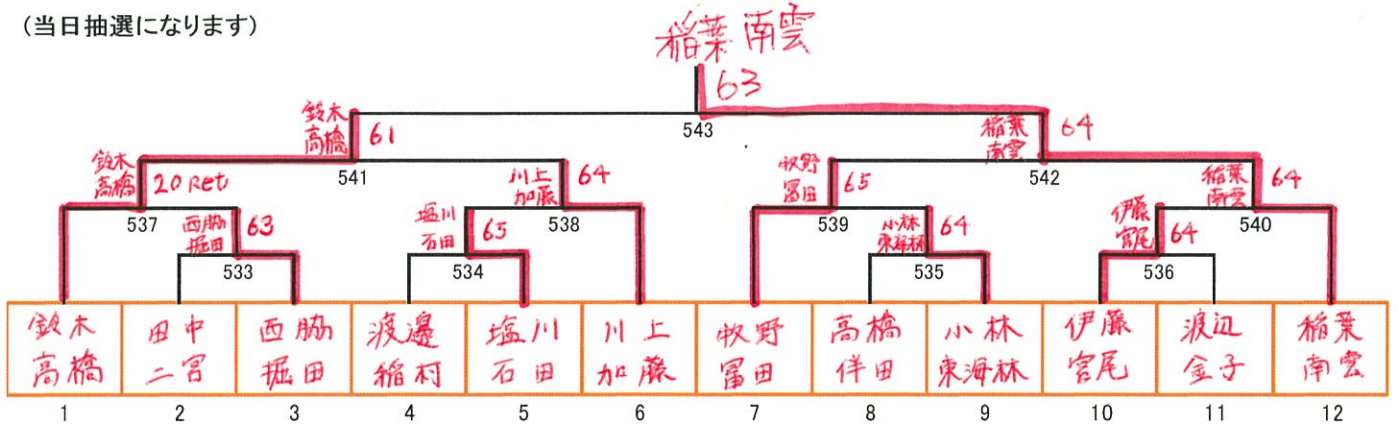 (当日抽選になります)
稲葉 南雲
63
鈴木
高橋
61
543
稲葉
南雲
64
鈴木
高橋
20 Ret
541
川上
加藤
64
牧野
冨田
65
542
稲葉
南雲
64
537
西脇
堀田
63
塩川
石田
65
538
539
小林
東海林
64
伊藤
宮尾
64
540
533
534
535
536
鈴木 田中 西脇 渡邊 塩川 川上 牧野 高橋 小林 伊藤 渡辺 稲葉
高橋 二宮 堀田 稲村 石田 加藤 冨田 伴田 東海林 宮尾 金子 南雲
1 2 3 4 5 6 7 8 9 10 11 12